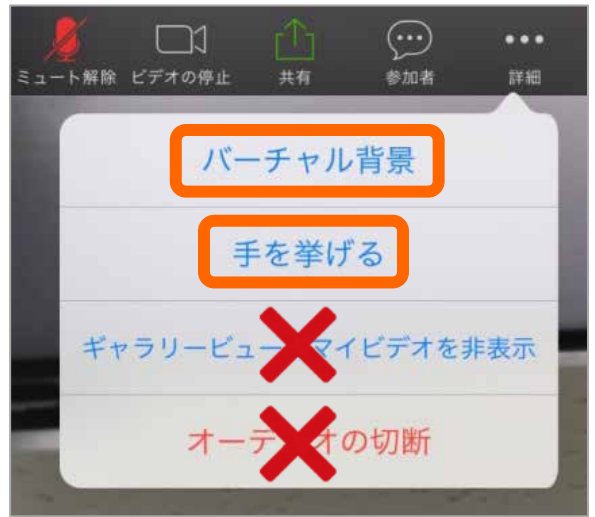 ミュート解除 ビデオの停止 共有 参加者 詳細
バーチャル背景
手を挙げる
ギャラリービュー マイビデオを非表示
オーディオの切断